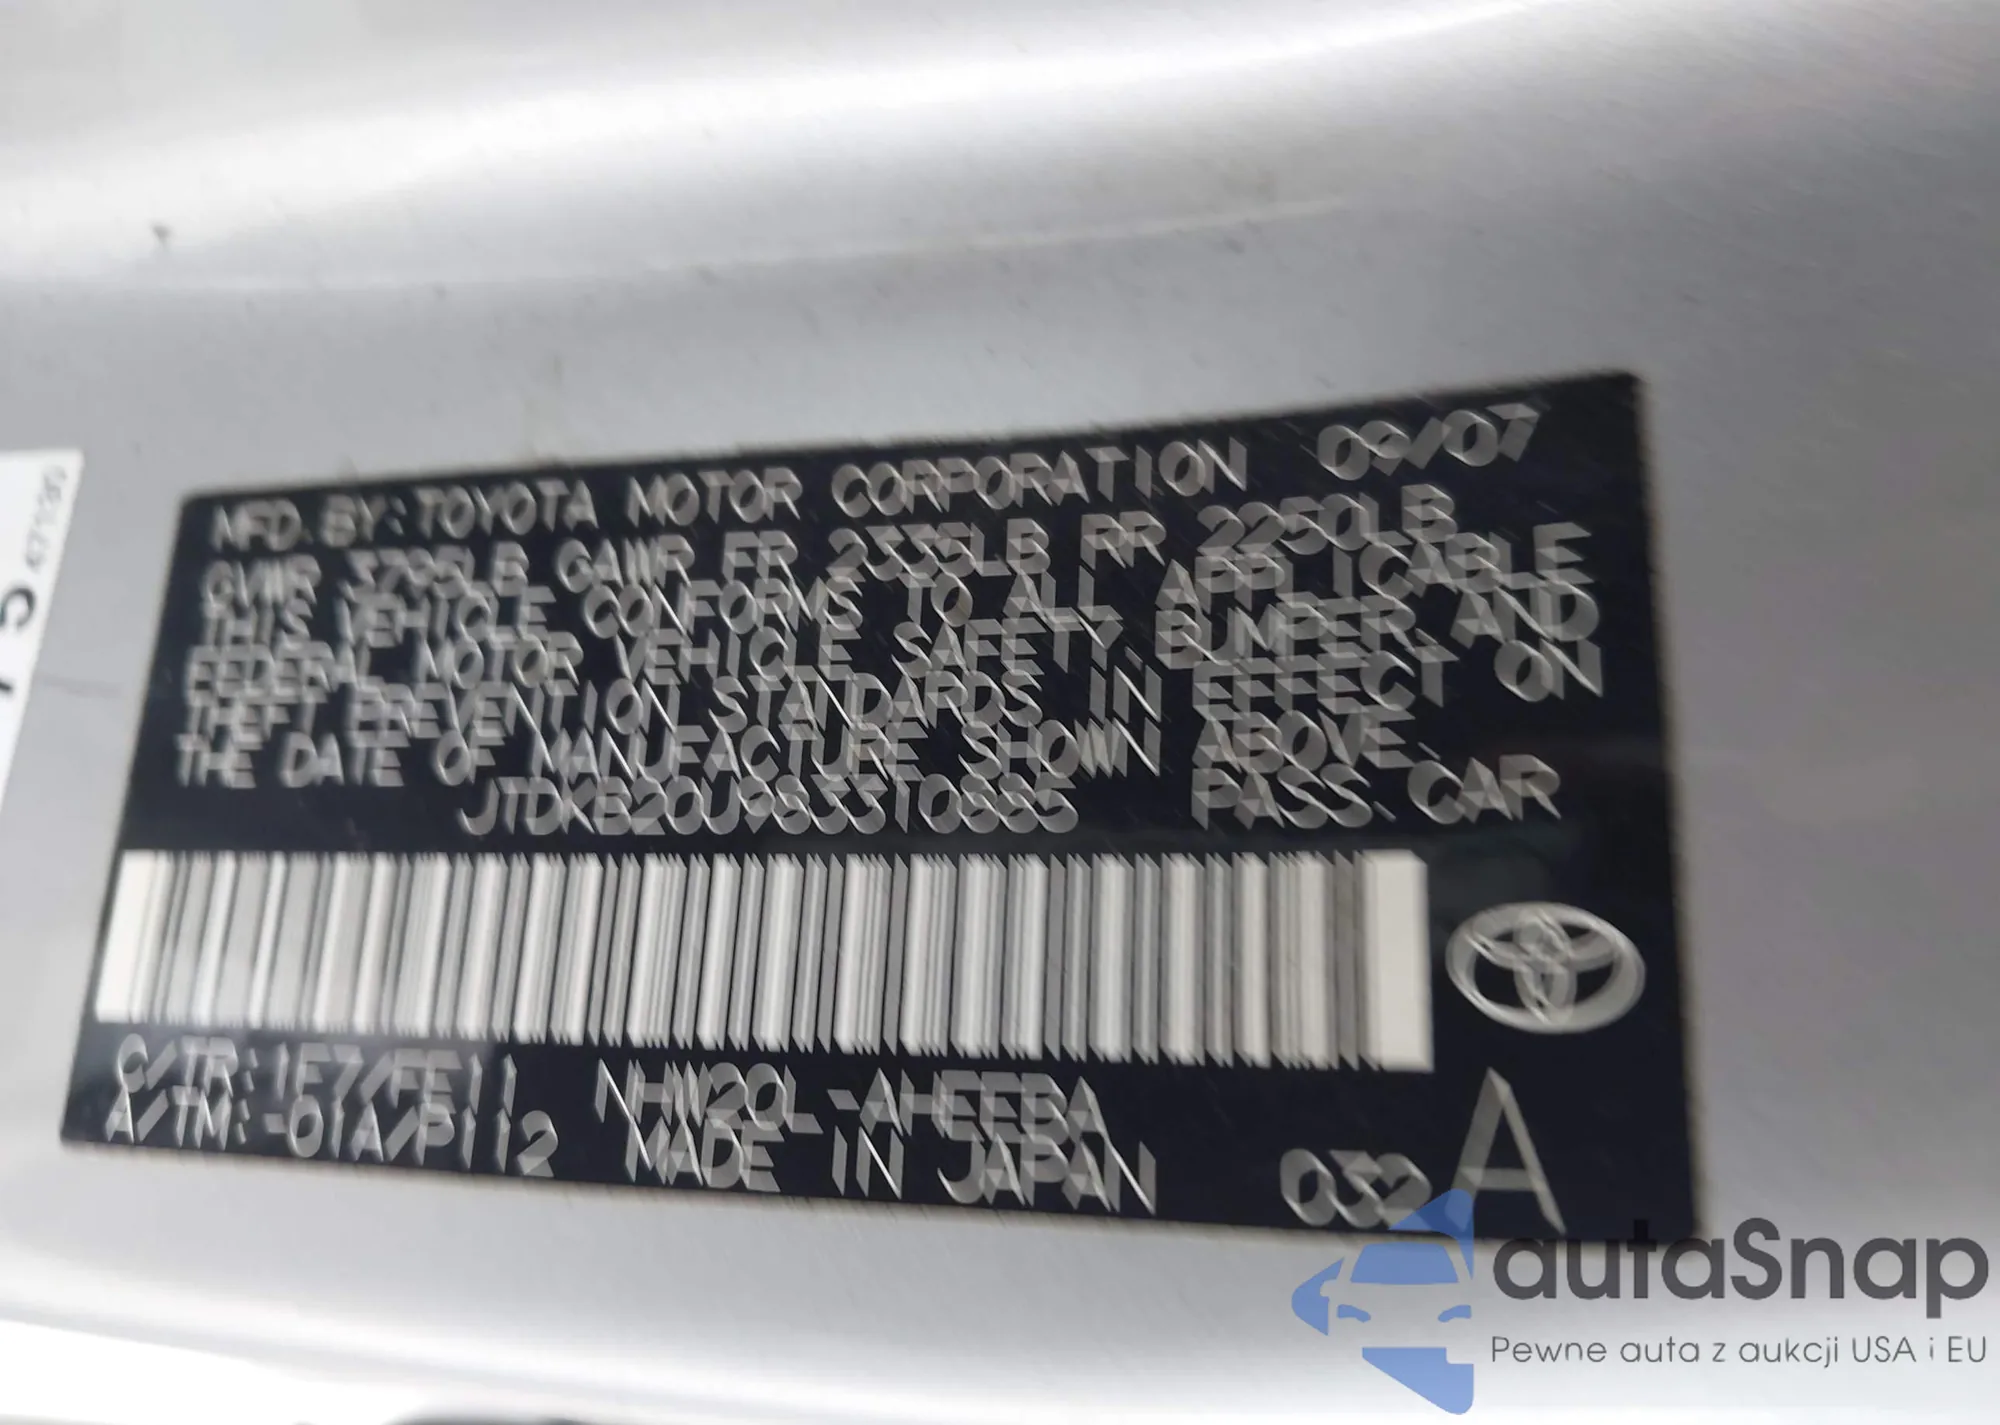 MFD. BY: TOYOTA MOTOR CORPORATION 09/07
GVWR 3795LB GAWR FR 2335LB RR 2250LB
THIS VEHICLE CONFORMS TO ALL APPLICABLE
FEDERAL MOTOR VEHICLE SAFETY, BUMPER, AND
THEFT PREVENTION STANDARDS IN EFFECT ON
THE DATE OF MANUFACTURE SHOWN ABOVE.
JTDKB20U983310885 PASS. CAR
C/TR: 1F7/FE11 NHW20L-AHEEBA
A/TM: -01A/P112 MADE IN JAPAN 032 A
autaSnap
Pewne auta z aukcji USA i EU